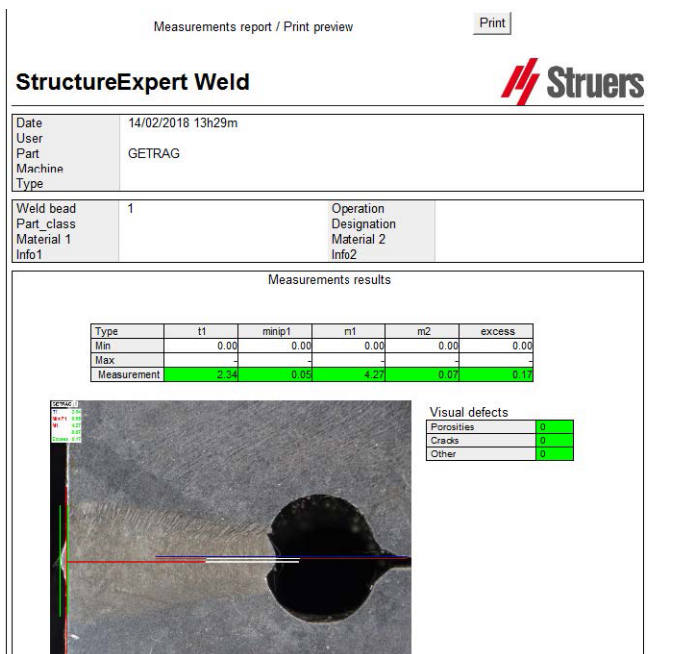 Measurements report / Print preview
Print
StructureExpert Weld
Struers
Date 14/02/2018 13h29m
User
Part GETRAG
Machine
Type
Weld bead 1 Operation
Part_class Designation
Material 1 Material 2
Info1 Info2
Measurements results
Type t1 minip1 m1 m2 excess
Min 0.00 0.00 0.00 0.00 0.00
Max - - - - -
Measurement 2.34 0.05 4.27 0.07 0.17
Visual defects
Porosities 0
Cracks 0
Other 0